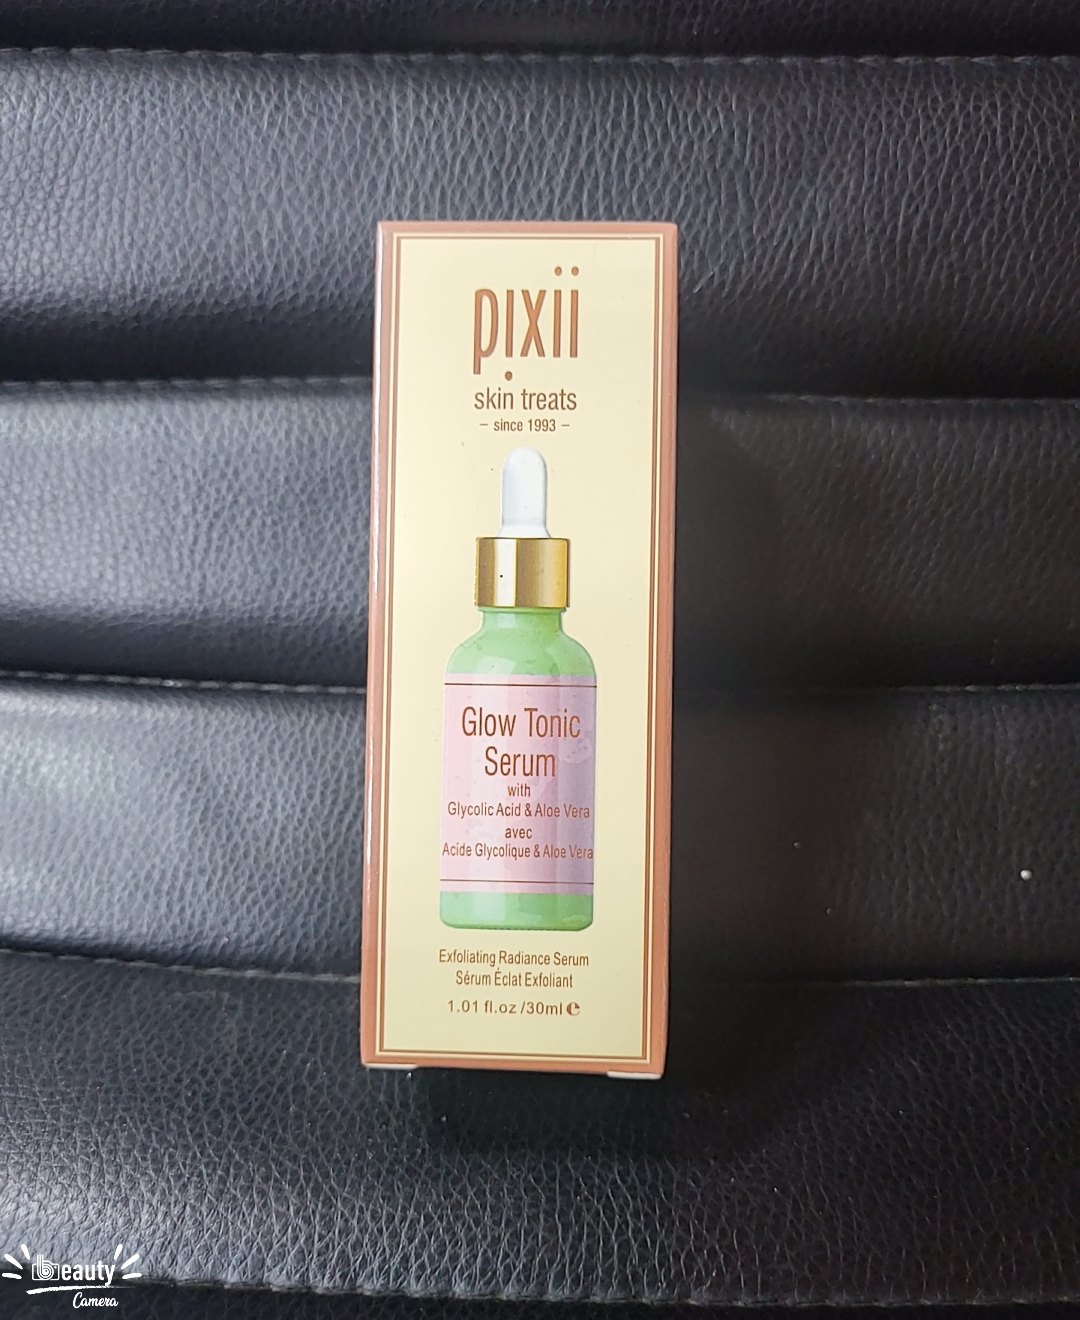 pixii
skin treats
– since 1993 –
Glow Tonic
Serum
with
Glycolic Acid & Aloe Vera
avec
Acide Glycolique & Aloe Vera
Exfoliating Radiance Serum
Sérum Éclat Exfoliant
1.01 fl.oz /30ml ℮
beauty
Camera